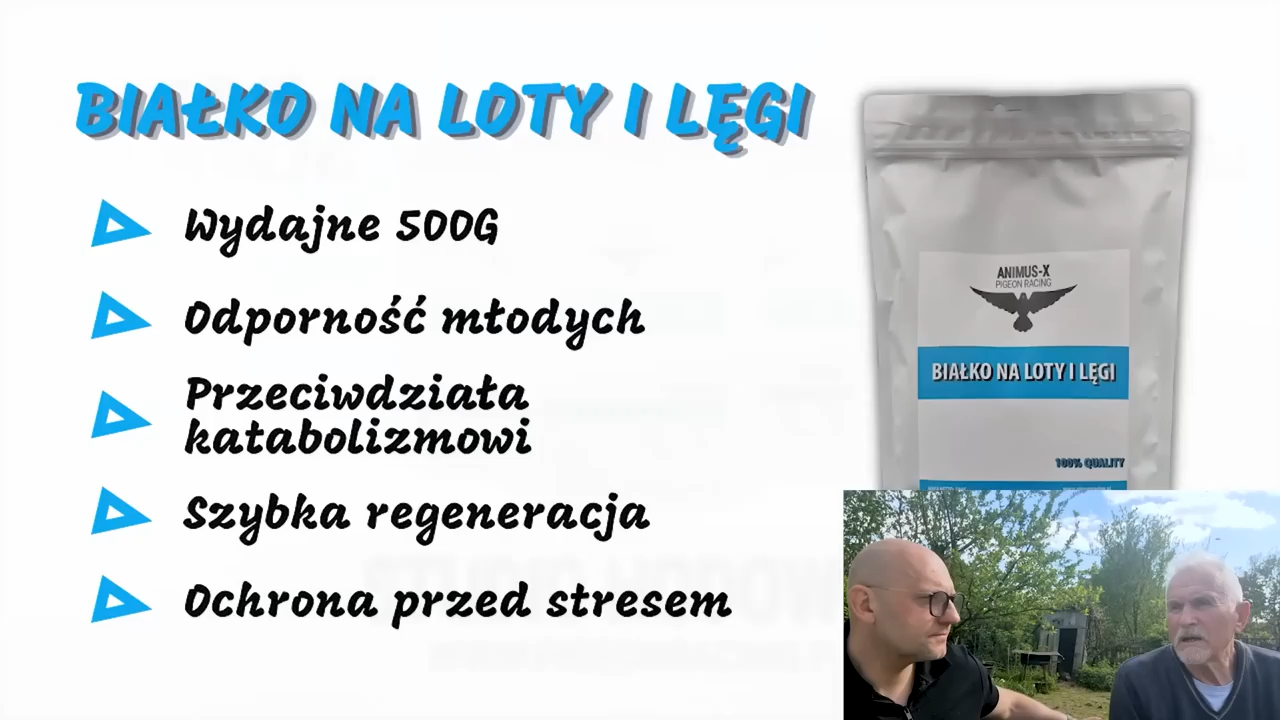 BIAŁKO NA LOTY I LĘGI
Wydajne 500G
Odporność młodych
Przeciwdziała
katabolizmowi
Szybka regeneracja
Ochrona przed stresem
ANIMUS-X
PIGEON RACING
BIAŁKO NA LOTY I LĘGI
100% QUALITY